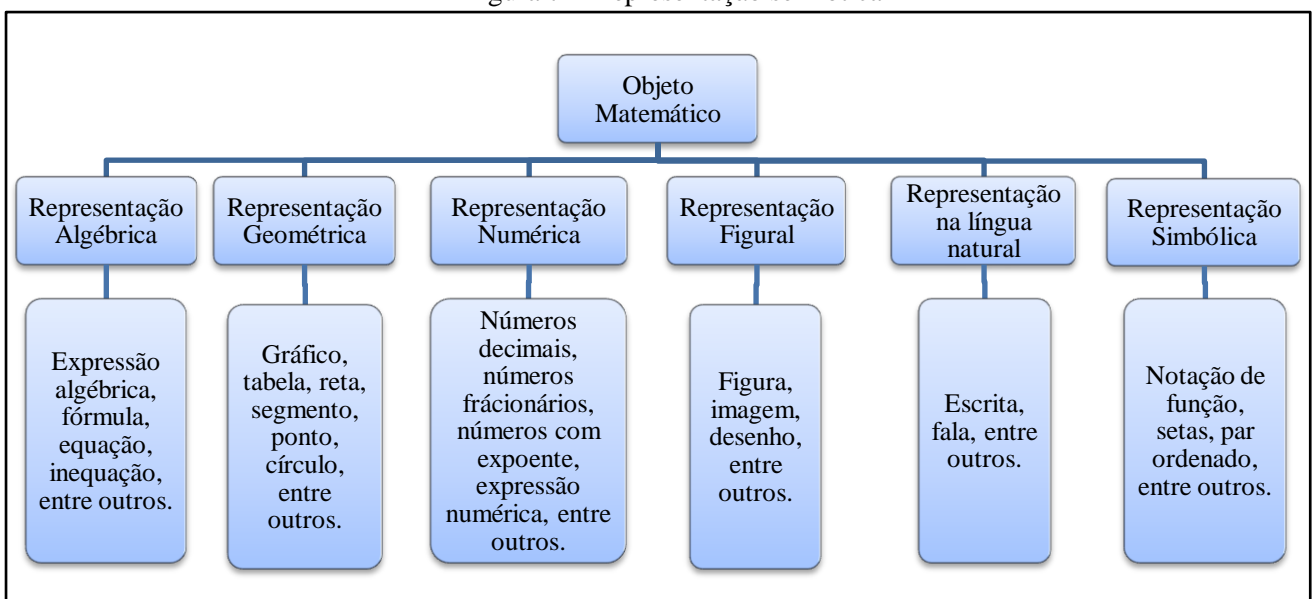 Objeto
Matemático
Representação
Algébrica
Representação
Geométrica
Representação
Numérica
Representação
Figural
Representação
na língua
natural
Representação
Simbólica
Expressão
algébrica,
fórmula,
equação,
inequação,
entre outros.
Gráfico,
tabela, reta,
segmento,
ponto,
círculo,
entre
outros.
Números
decimais,
números
frácionários,
números com
expoente,
expressão
numérica, entre
outros.
Figura,
imagem,
desenho,
entre
outros.
Escrita,
fala, entre
outros.
Notação de
função,
setas, par
ordenado,
entre outros.